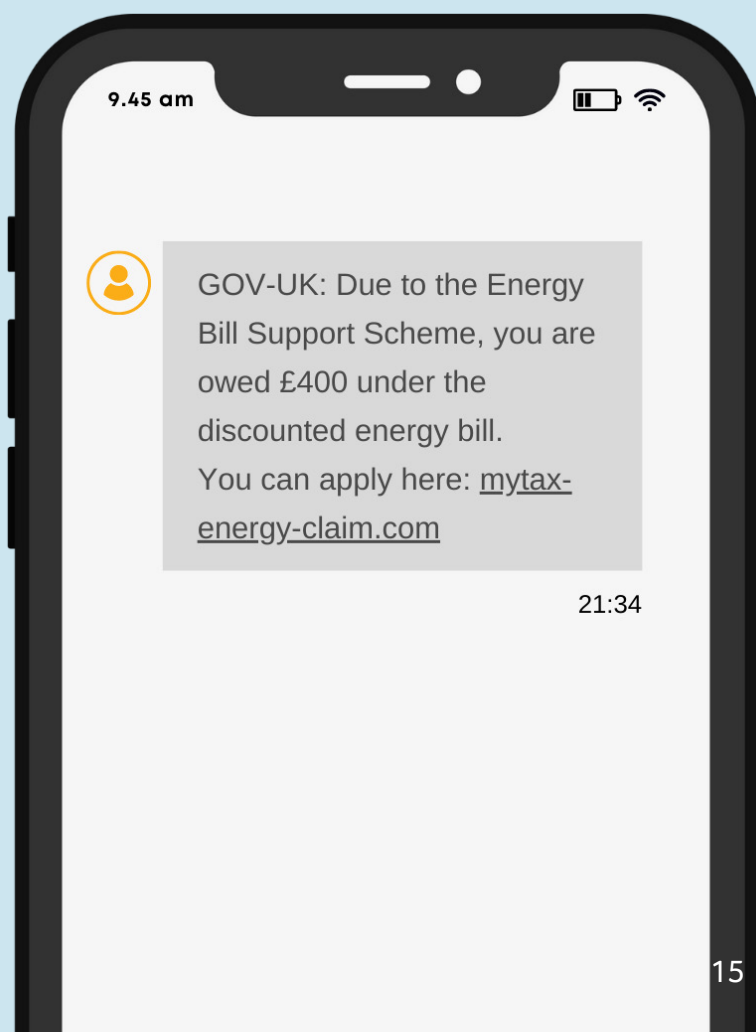 9.45 am
GOV-UK: Due to the Energy
Bill Support Scheme, you are
owed £400 under the
discounted energy bill.
You can apply here: mytax-
energy-claim.com
21:34
15